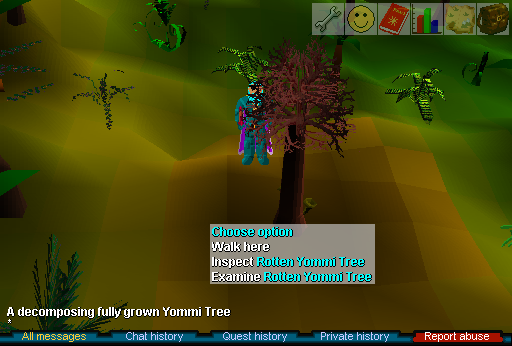 Choose option
Walk here
Inspect Rotten Yommi Tree
Examine Rotten Yommi Tree
A decomposing fully grown Yommi Tree
*
All messages Chat history Quest history Private history Report abuse